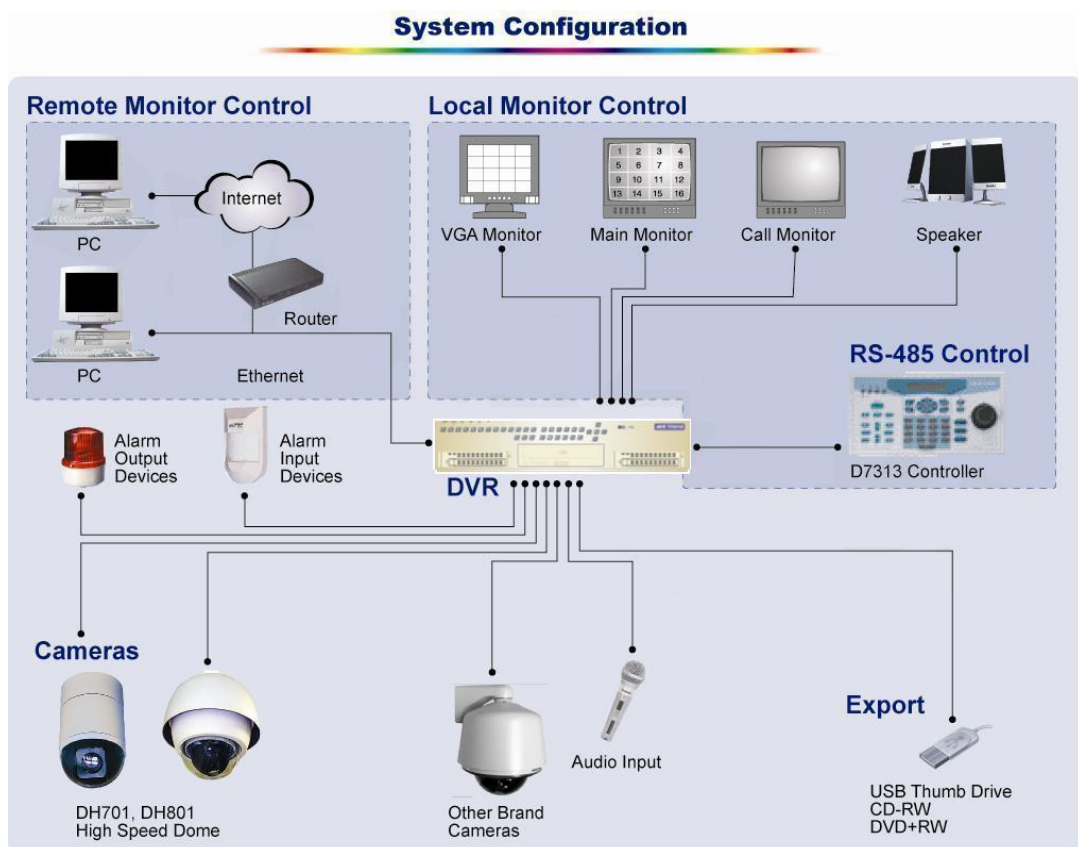 System Configuration
Remote Monitor Control
Local Monitor Control
Internet
PC
Router
PC
Ethernet
1 2 3 4
5 6 7 8
9 10 11 12
13 14 15 16
VGA Monitor
Main Monitor
Call Monitor
Speaker
RS-485 Control
D7313 Controller
Alarm
Output
Devices
Alarm
Input
Devices
DVR
Cameras
DH701, DH801
High Speed Dome
Other Brand
Cameras
Audio Input
Export
USB Thumb Drive
CD-RW
DVD+RW